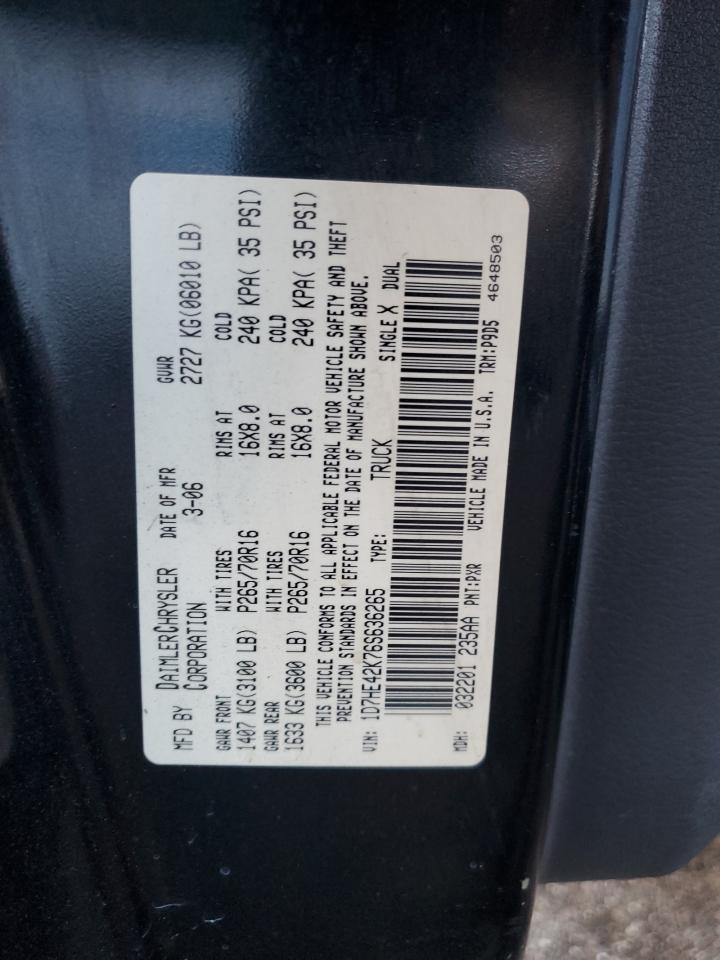 MFD BY DAIMLERCHRYSLER CORPORATION DATE OF MFR 3-06 GVWR 2727 KG(06010 LB)
GAWR FRONT WITH TIRES RIMS AT COLD
1407 KG(3100 LB) P265/70R16 16X8.0 240 KPA( 35 PSI)
GAWR REAR WITH TIRES RIMS AT COLD
1633 KG(3600 LB) P265/70R16 16X8.0 240 KPA( 35 PSI)
THIS VEHICLE CONFORMS TO ALL APPLICABLE FEDERAL MOTOR VEHICLE SAFETY AND THEFT
PREVENTION STANDARDS IN EFFECT ON THE DATE OF MANUFACTURE SHOWN ABOVE.
VIN: 1D7HE42K76S636265 TYPE: TRUCK SINGLE X DUAL
MDH: 032201 235AA PNT:PXR VEHICLE MADE IN U.S.A. TRM:P9D5 4648503